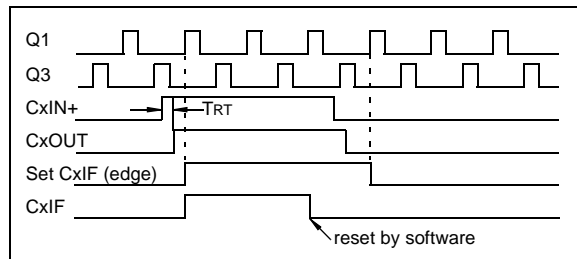 Q1
Q3
CxIN+
TRT
CxOUT
Set CxIF (edge)
CxIF
reset by software